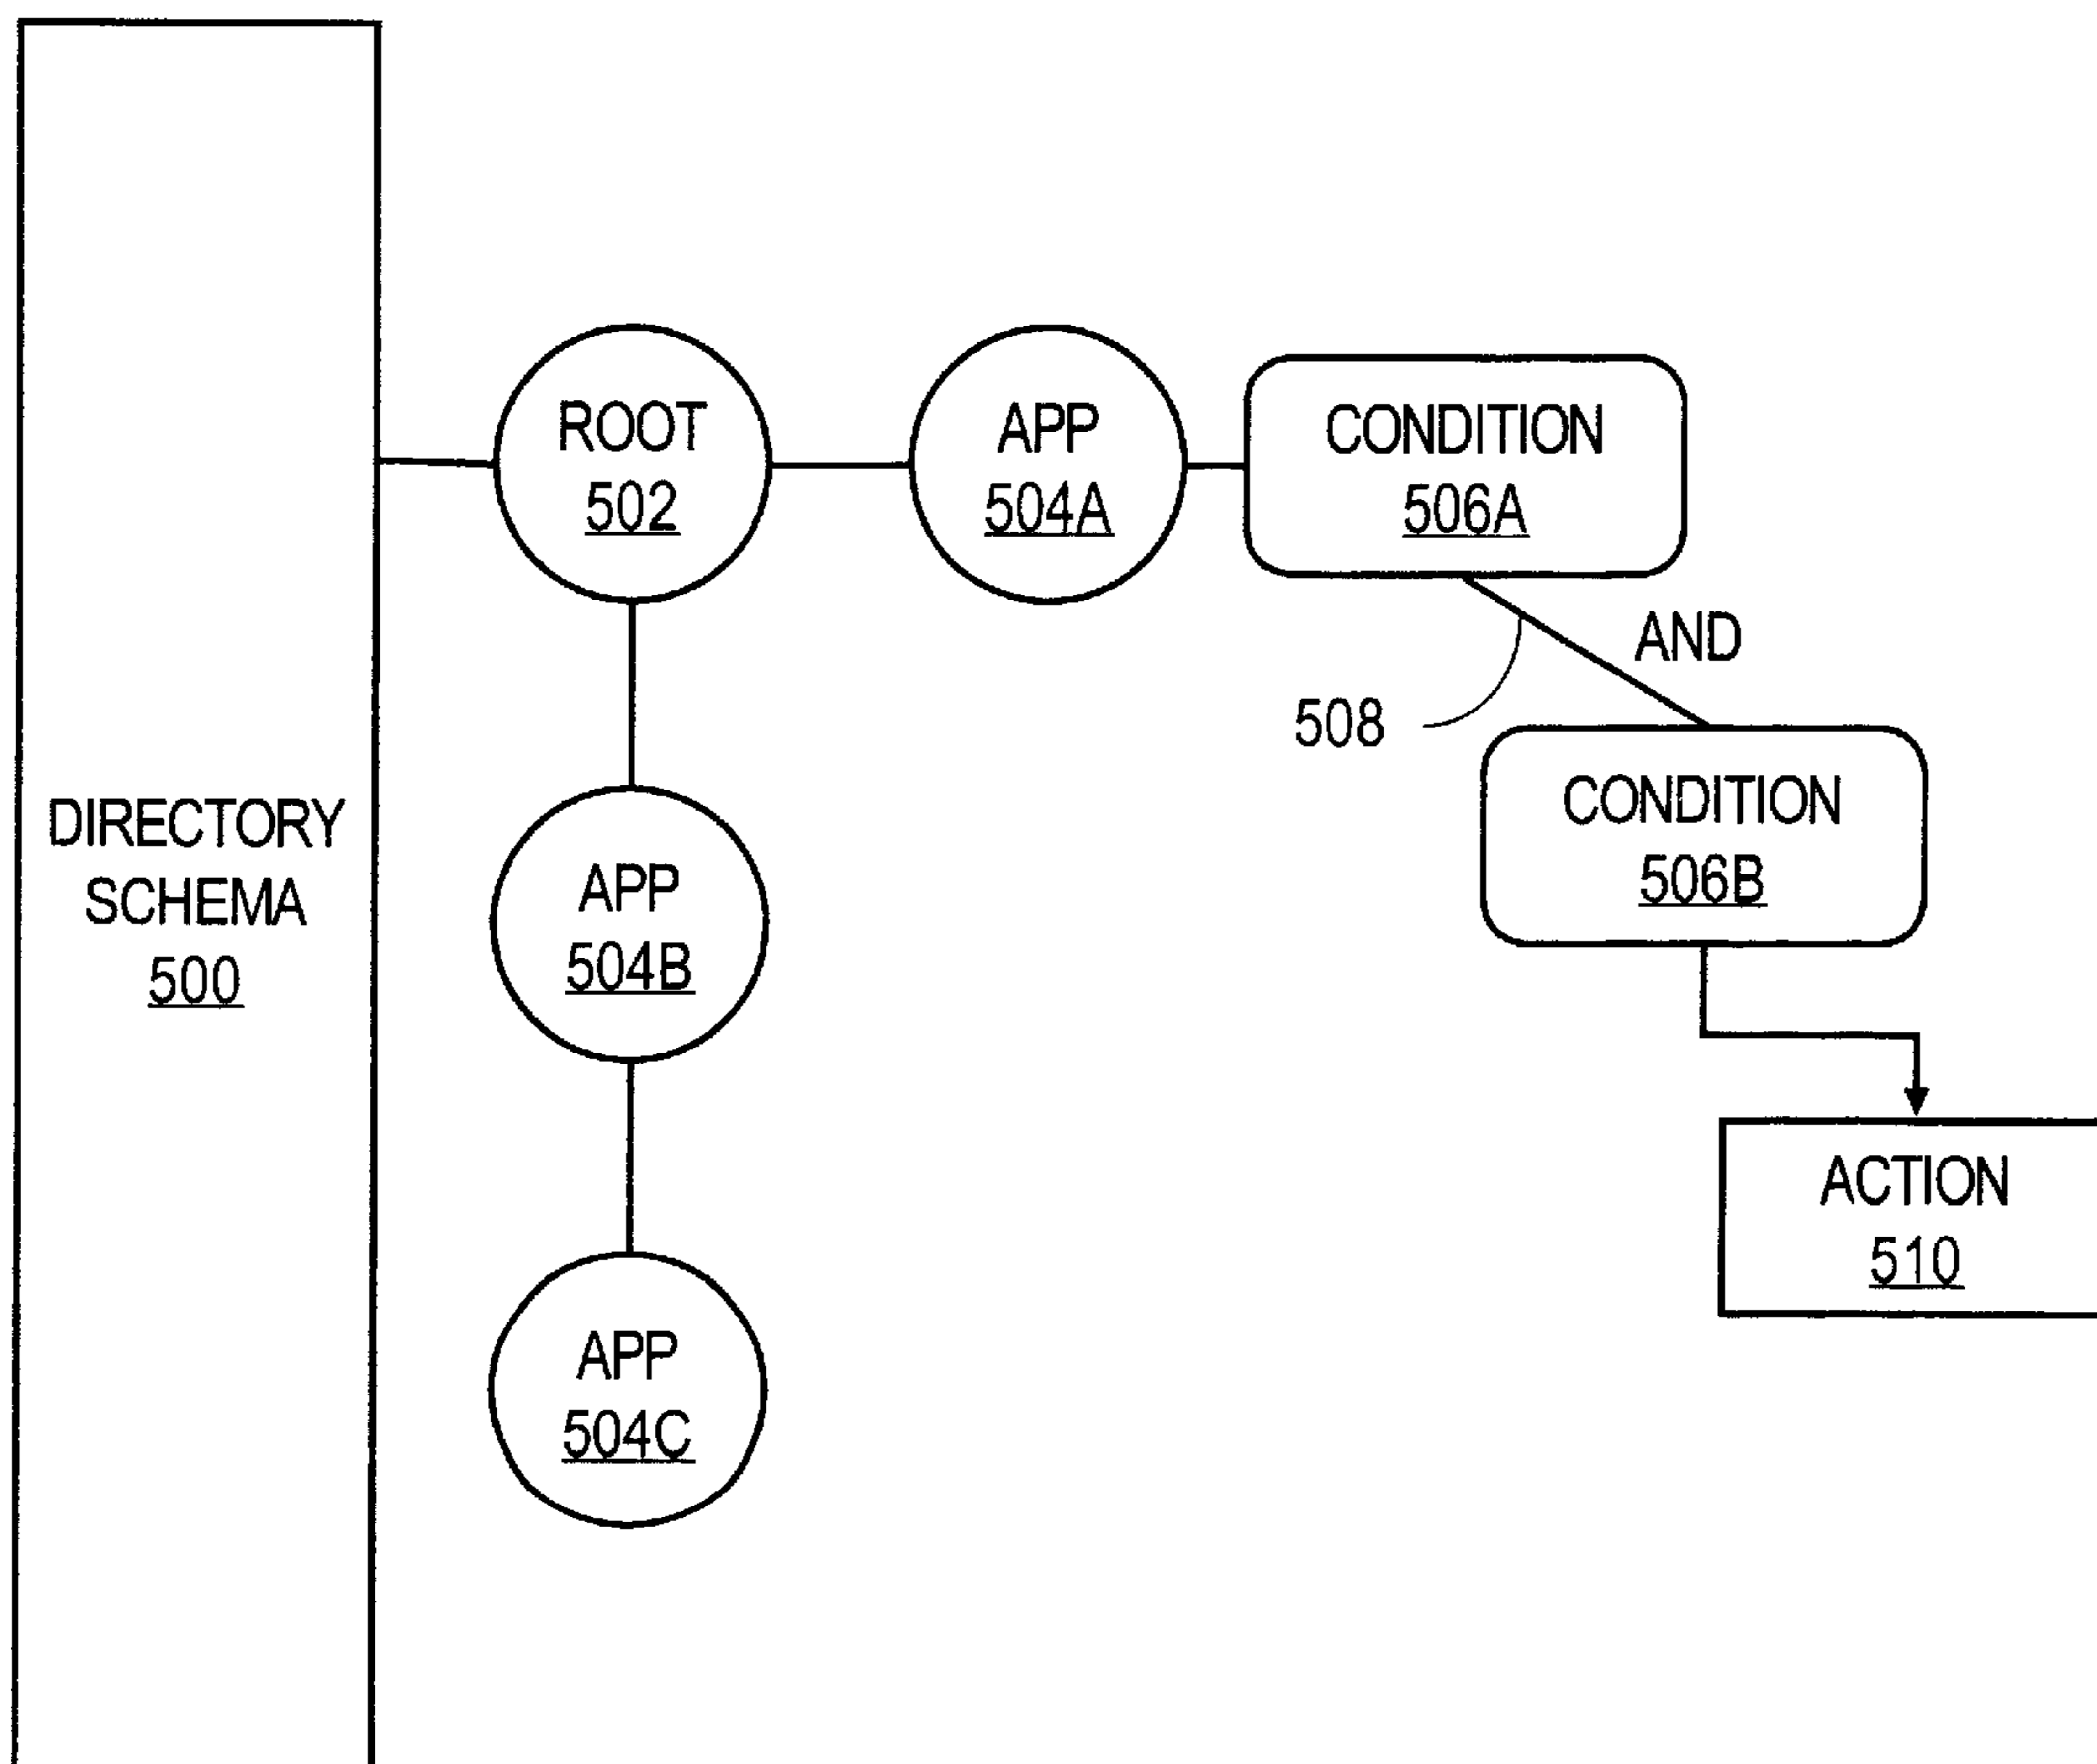 ROOT
502
APP
504A
CONDITION
506A
AND
508
CONDITION
506B
DIRECTORY
SCHEMA
500
APP
504B
ACTION
510
APP
504C